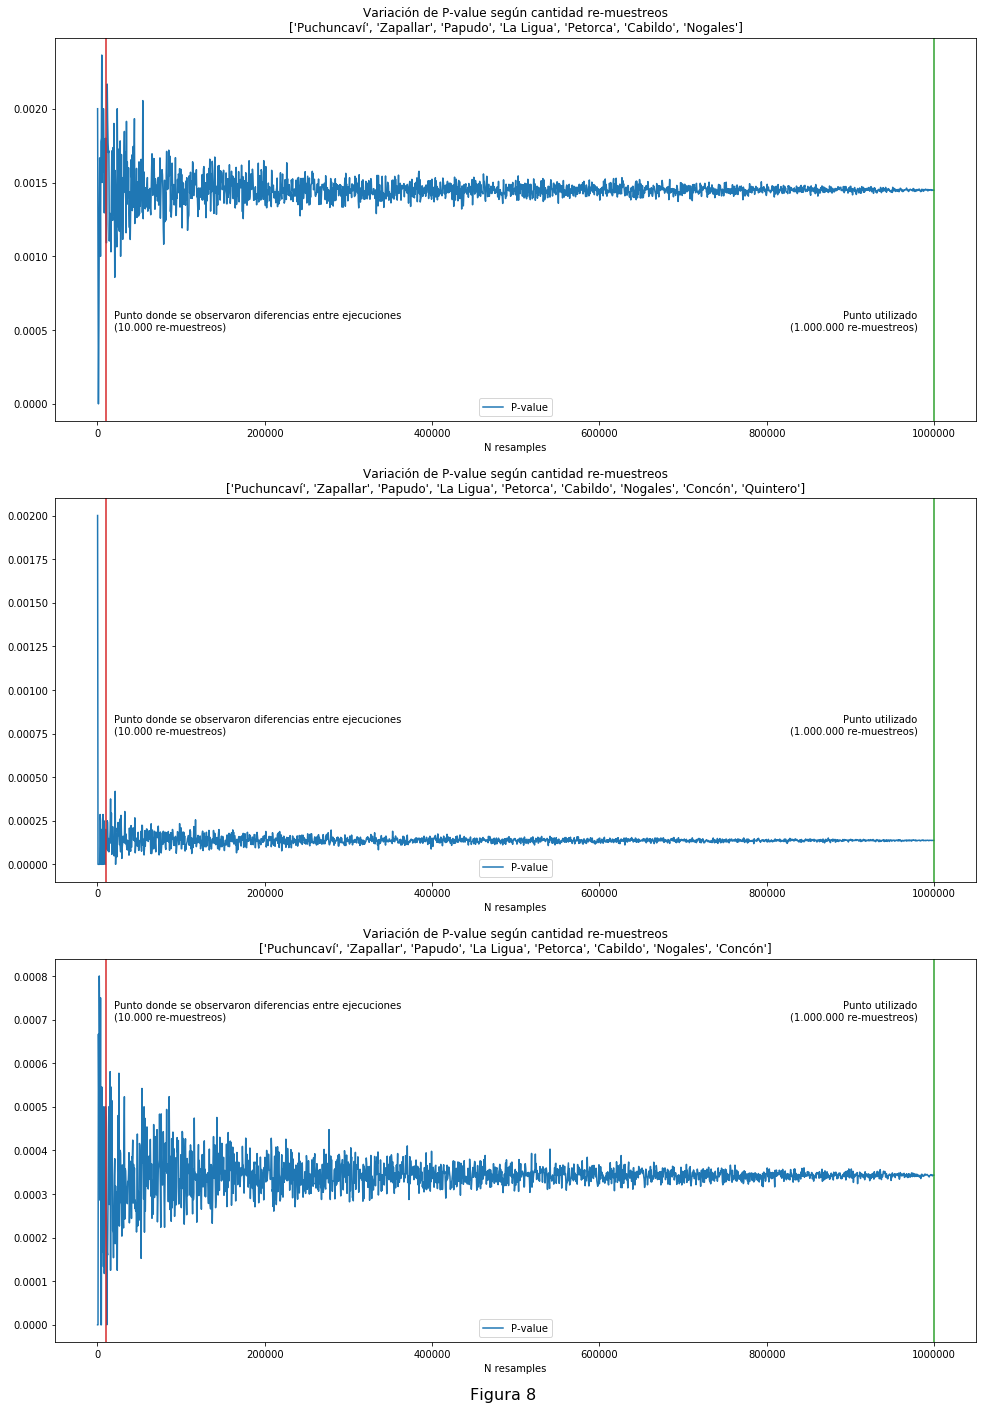 Variación de P-value según cantidad re-muestreos
['Puchuncaví', 'Zapallar', 'Papudo', 'La Ligua', 'Petorca', 'Cabildo', 'Nogales']
0.0020
0.0015
0.0010
0.0005
0.0000
Punto donde se observaron diferencias entre ejecuciones
(10.000 re-muestreos)
Punto utilizado
(1.000.000 re-muestreos)
P-value
0
200000
400000
600000
800000
1000000
N resamples
Variación de P-value según cantidad re-muestreos
['Puchuncaví', 'Zapallar', 'Papudo', 'La Ligua', 'Petorca', 'Cabildo', 'Nogales', 'Concón', 'Quintero']
0.00200
0.00175
0.00150
0.00125
0.00100
0.00075
0.00050
0.00025
0.00000
Punto donde se observaron diferencias entre ejecuciones
(10.000 re-muestreos)
Punto utilizado
(1.000.000 re-muestreos)
P-value
0
200000
400000
600000
800000
1000000
N resamples
Variación de P-value según cantidad re-muestreos
['Puchuncaví', 'Zapallar', 'Papudo', 'La Ligua', 'Petorca', 'Cabildo', 'Nogales', 'Concón']
0.0008
0.0007
0.0006
0.0005
0.0004
0.0003
0.0002
0.0001
0.0000
Punto donde se observaron diferencias entre ejecuciones
(10.000 re-muestreos)
Punto utilizado
(1.000.000 re-muestreos)
P-value
0
200000
400000
600000
800000
1000000
N resamples
Figura 8